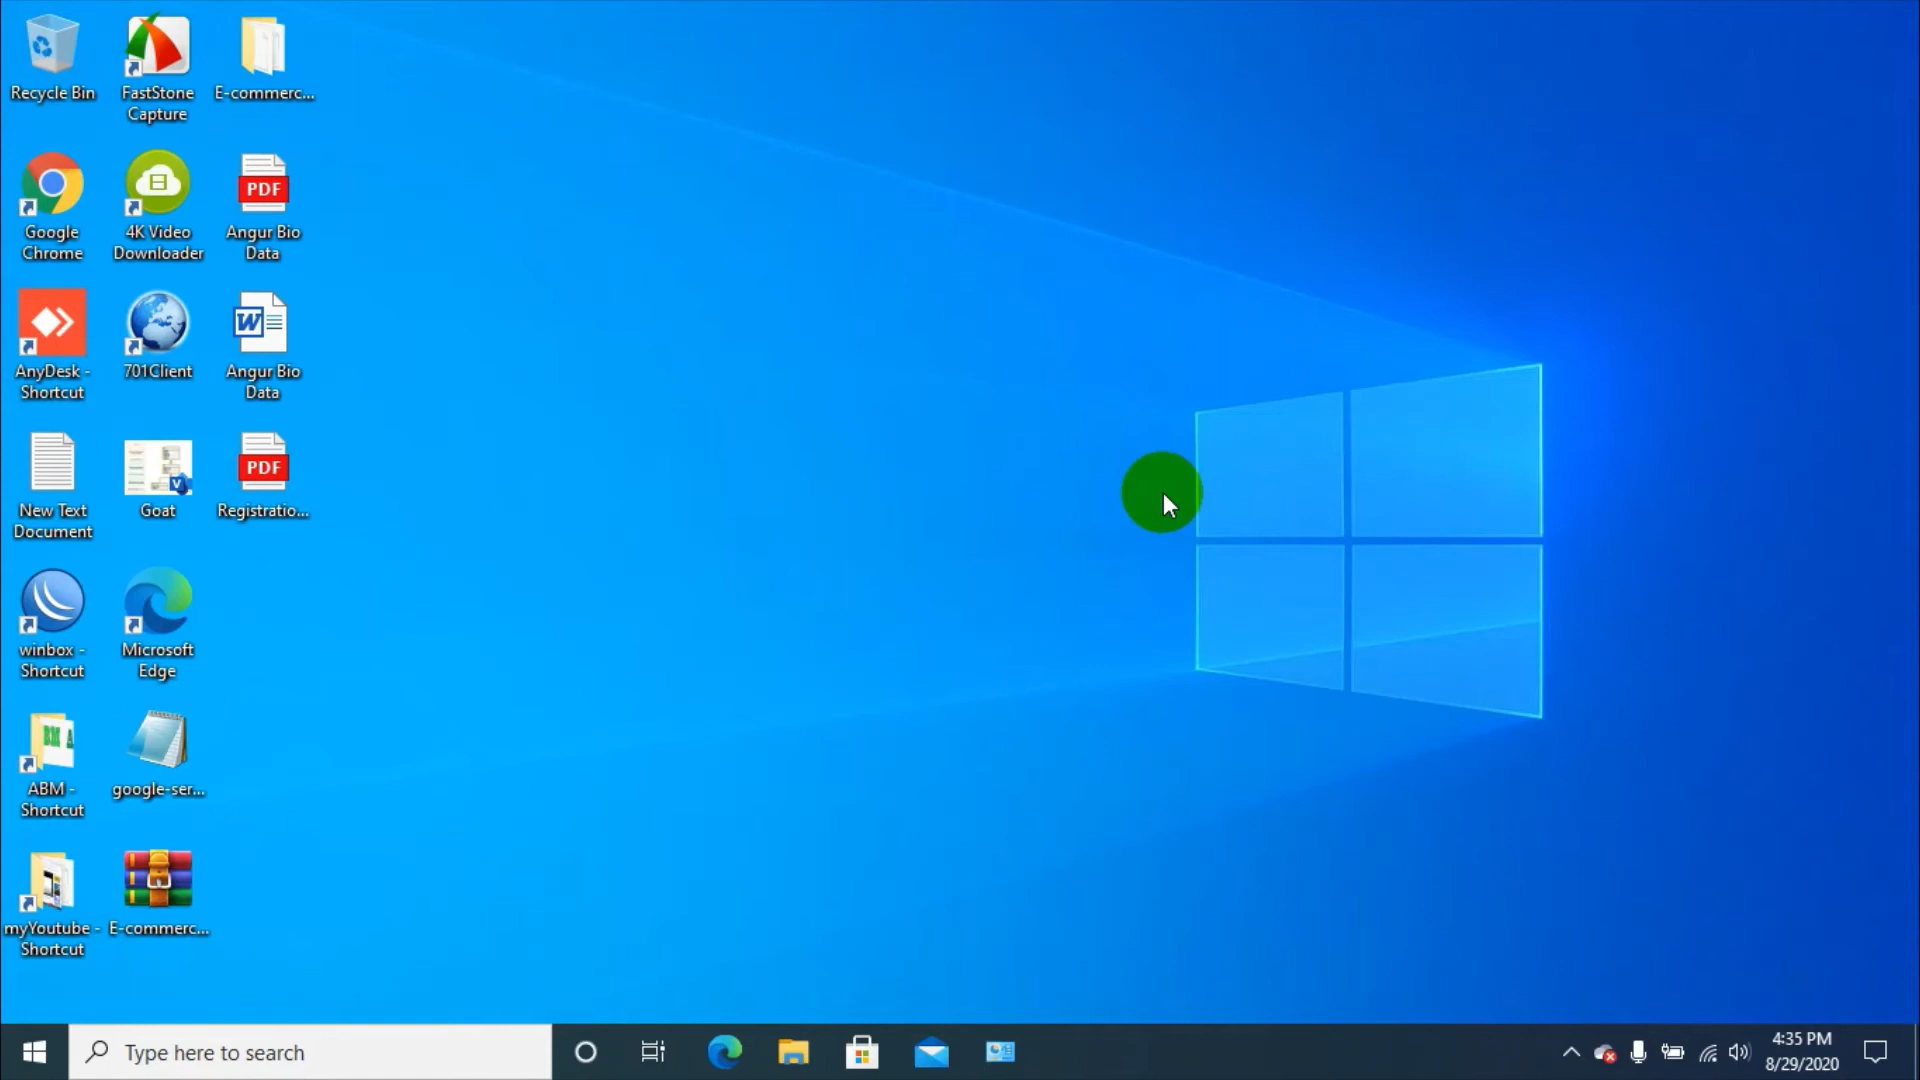 Recycle Bin
FastStone
Capture
E-commerc...
Google
Chrome
4K Video
Downloader
PDF
Angur Bio
Data
AnyDesk -
Shortcut
701Client
W
Angur Bio
Data
New Text
Document
Goat
PDF
Registratio...
winbox -
Shortcut
Microsoft
Edge
BM A
ABM -
Shortcut
google-ser...
myYoutube -
Shortcut
E-commerc...
Type here to search
4:35 PM
8/29/2020